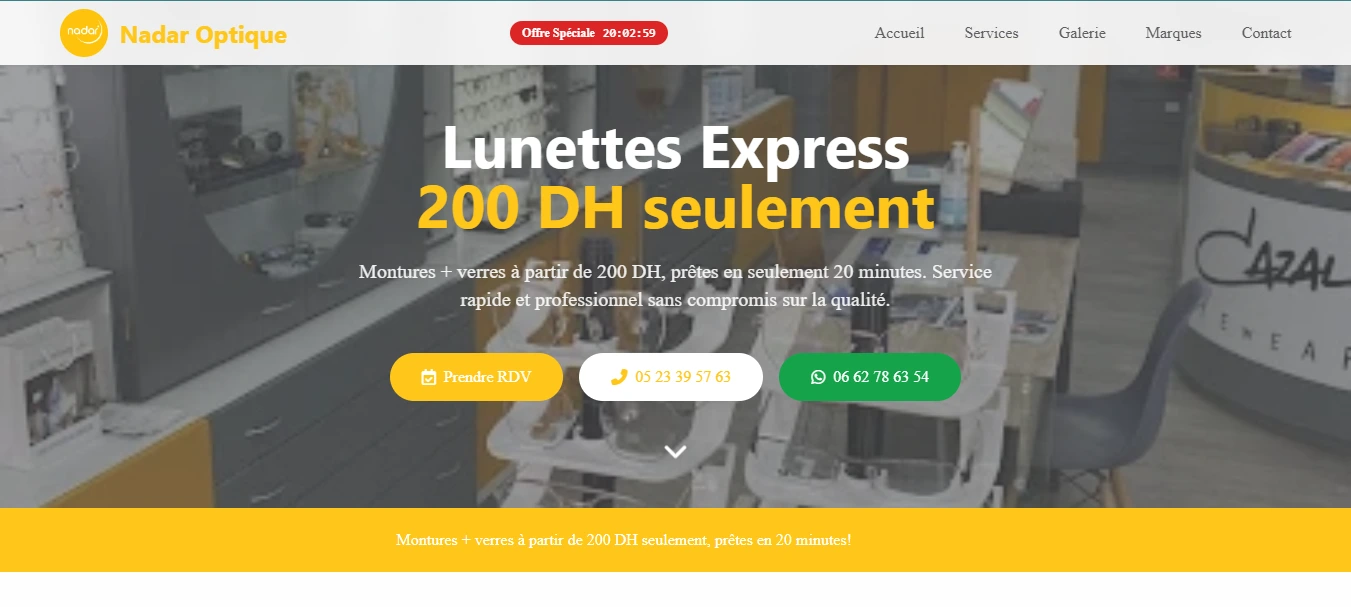 nadar
Nadar Optique
Offre Spéciale 20:02:59
Accueil
Services
Galerie
Marques
Contact
Lunettes Express
200 DH seulement
Montures + verres à partir de 200 DH, prêtes en seulement 20 minutes. Service
rapide et professionnel sans compromis sur la qualité.
Prendre RDV
05 23 39 57 63
06 62 78 63 54
Montures + verres à partir de 200 DH seulement, prêtes en 20 minutes!